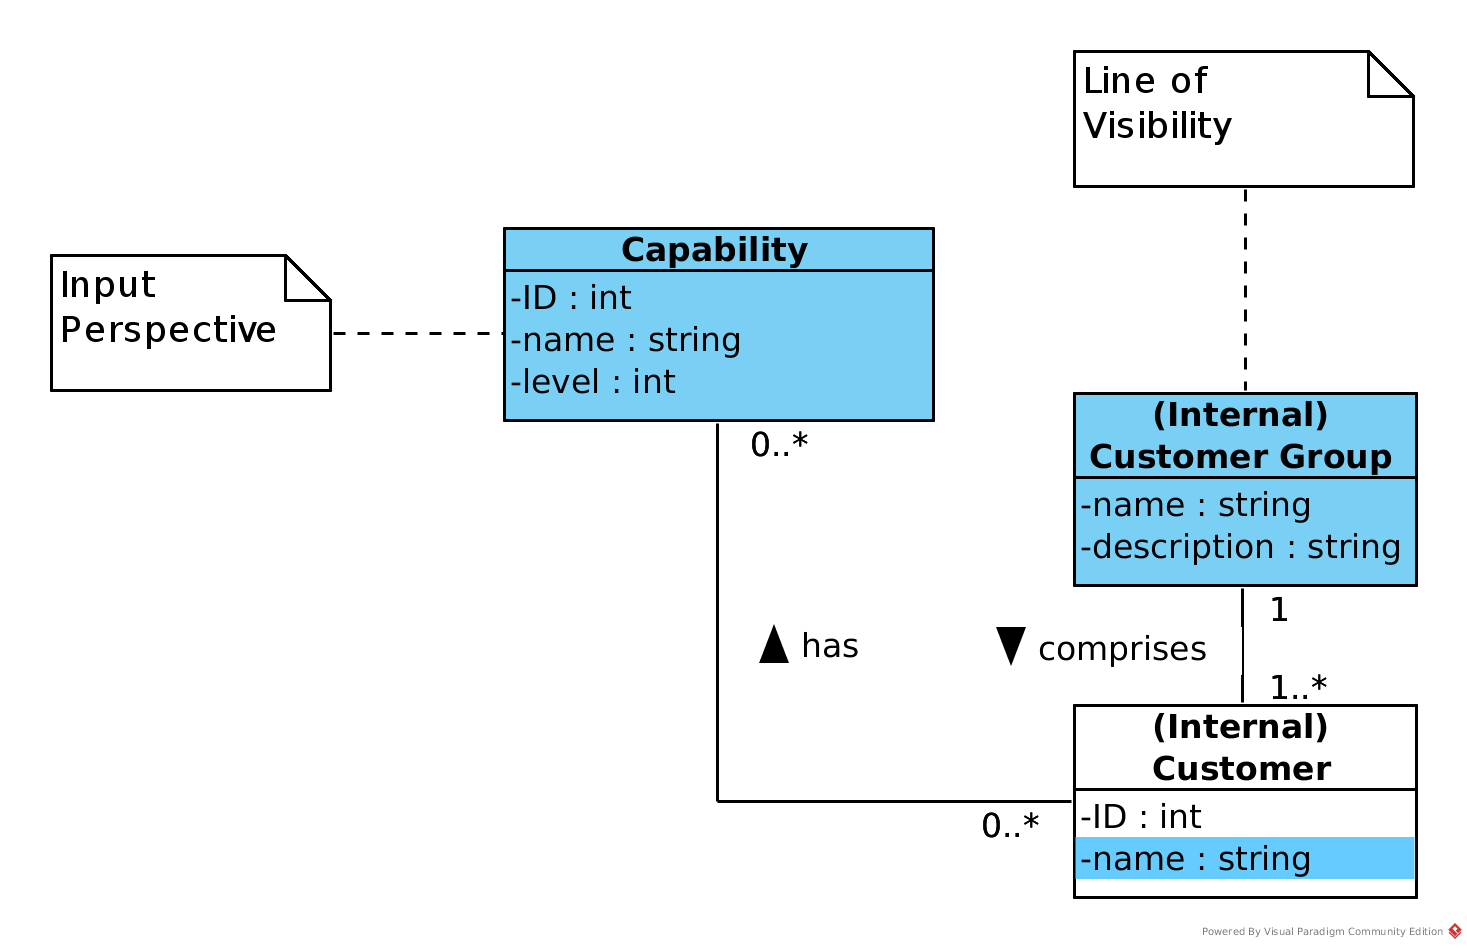 Line of
Visibility
Input
Perspective
Capability
-ID : int
-name : string
-level : int
0..*
(Internal)
Customer Group
-name : string
-description : string
1
has
comprises
1..*
(Internal)
Customer
-ID : int
-name : string
0..*
Powered By Visual Paradigm Community Edition